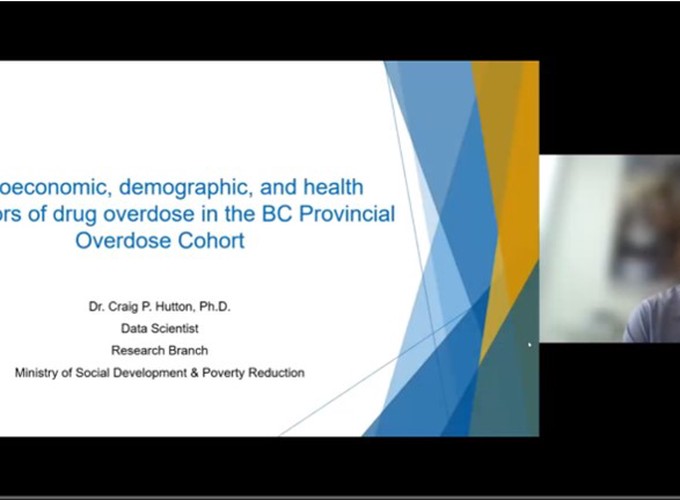 oeconomic, demographic, and health
ors of drug overdose in the BC Provincial
Overdose Cohort
Dr. Craig P. Hutton, Ph.D.
Data Scientist
Research Branch
Ministry of Social Development & Poverty Reduction